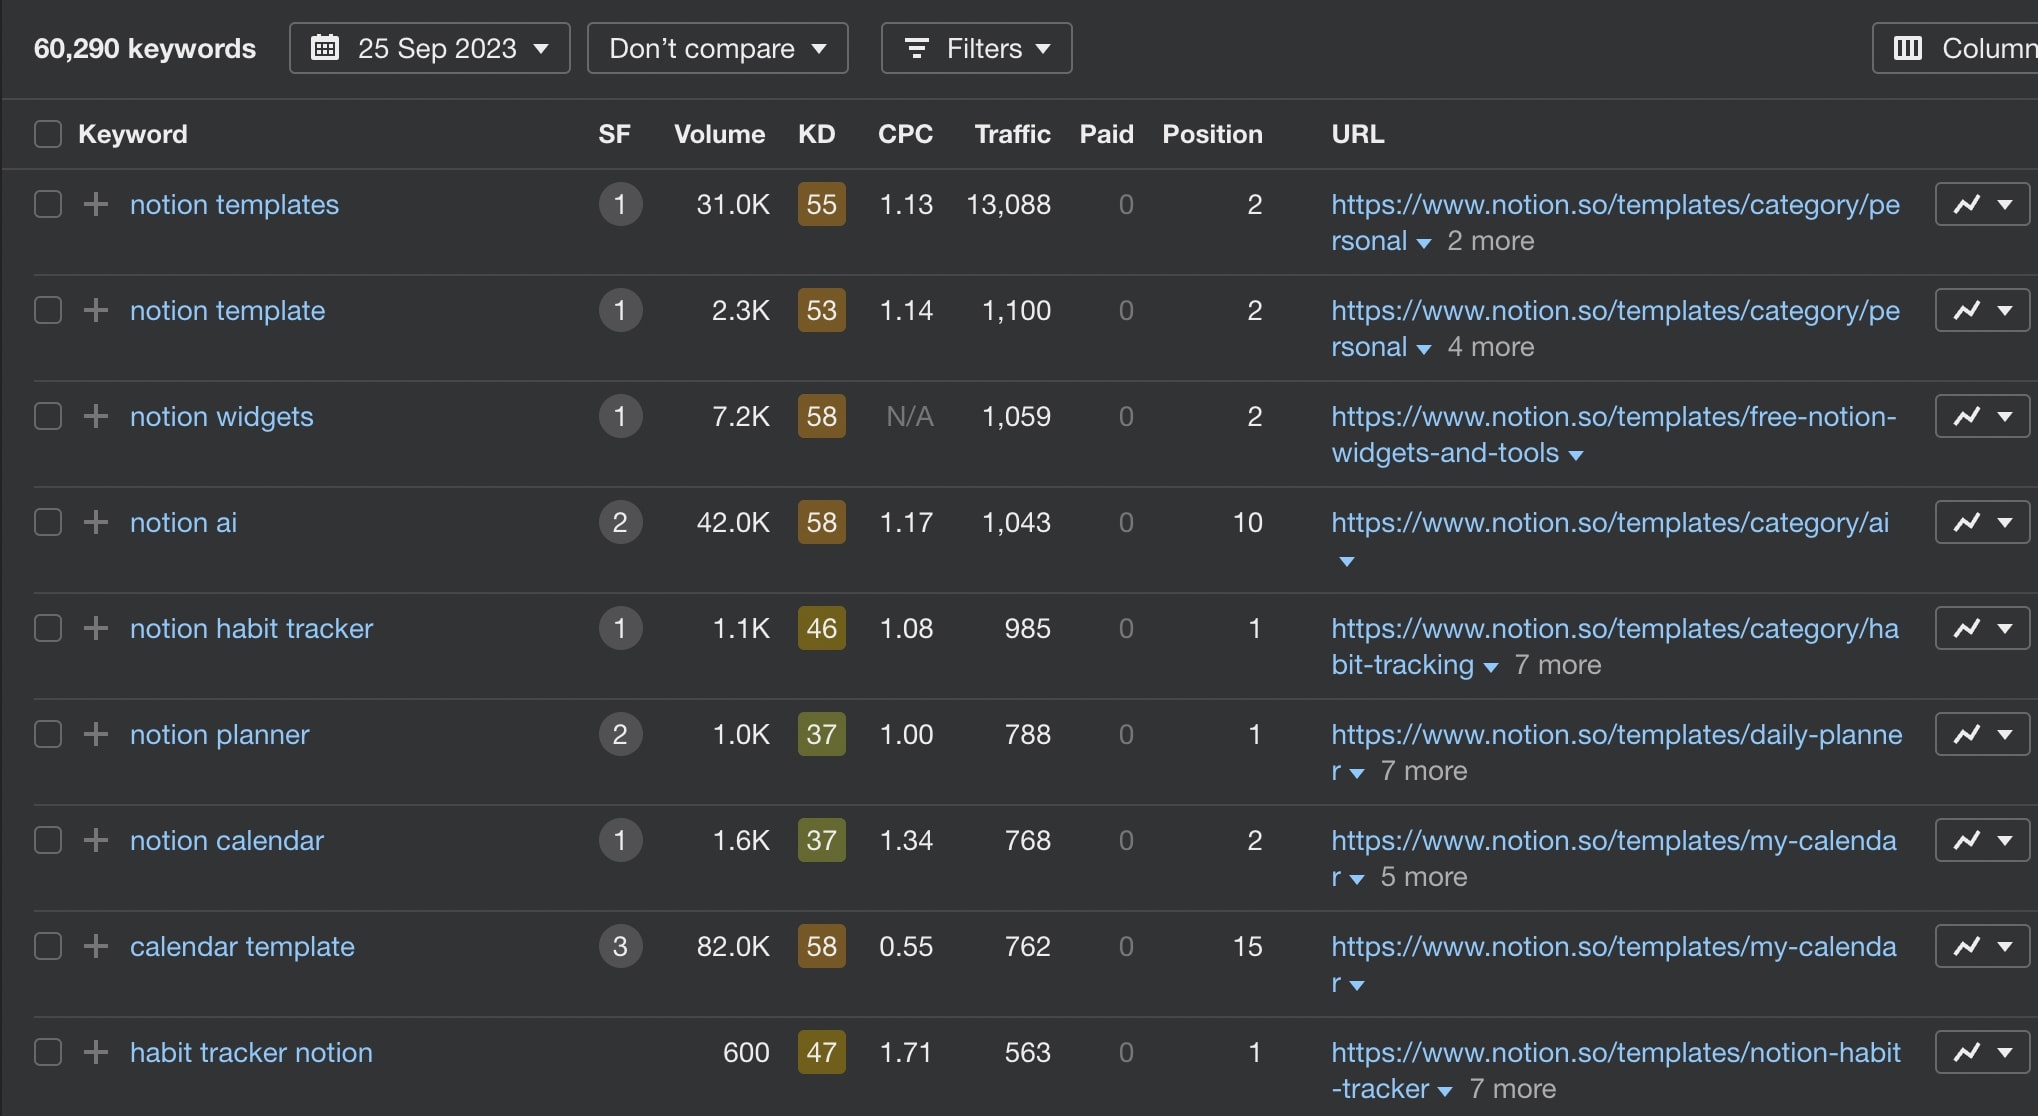 60,290 keywords 25 Sep 2023 Don't compare Filters Column
Keyword SF Volume KD CPC Traffic Paid Position URL
notion templates 1 31.0K 55 1.13 13,088 0 2 https://www.notion.so/templates/category/pe
rsonal 2 more
notion template 1 2.3K 53 1.14 1,100 0 2 https://www.notion.so/templates/category/pe
rsonal 4 more
notion widgets 1 7.2K 58 N/A 1,059 0 2 https://www.notion.so/templates/free-notion-
widgets-and-tools
notion ai 2 42.0K 58 1.17 1,043 0 10 https://www.notion.so/templates/category/ai
notion habit tracker 1 1.1K 46 1.08 985 0 1 https://www.notion.so/templates/category/ha
bit-tracking 7 more
notion planner 2 1.0K 37 1.00 788 0 1 https://www.notion.so/templates/daily-planne
r 7 more
notion calendar 1 1.6K 37 1.34 768 0 2 https://www.notion.so/templates/my-calenda
r 5 more
calendar template 3 82.0K 58 0.55 762 0 15 https://www.notion.so/templates/my-calenda
r
habit tracker notion 600 47 1.71 563 0 1 https://www.notion.so/templates/notion-habit
-tracker 7 more